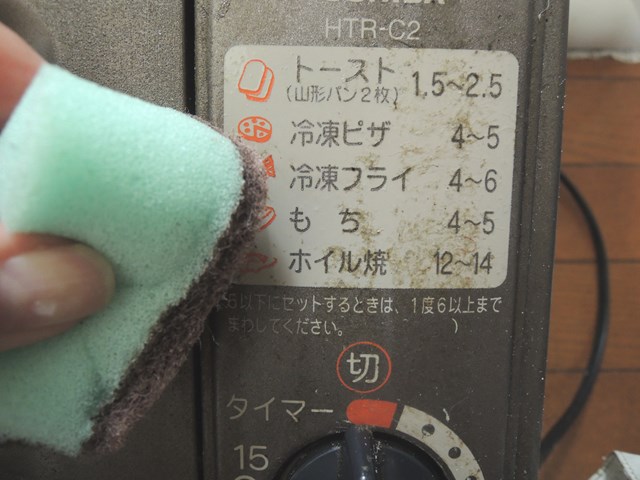 HTR-C2
トースト 1.5~2.5
(山形パン2枚)
冷凍ピザ 4~5
冷凍フライ 4~6
もち 4~5
ホイル焼 12~14
以下にセットするときは、1度6以上まで
まわしてください。 )
切
タイマー
15